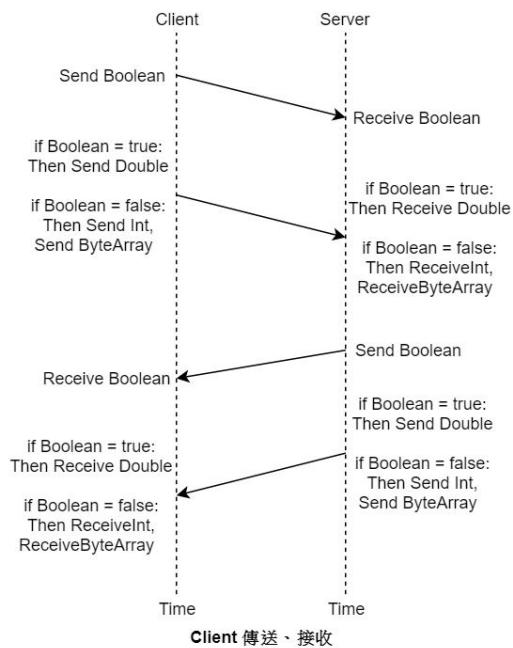 Client
Server
Send Boolean
Receive Boolean
if Boolean = true:
Then Send Double
if Boolean = false:
Then Send Int,
Send ByteArray
if Boolean = true:
Then Receive Double
if Boolean = false:
Then ReceiveInt,
ReceiveByteArray
Send Boolean
Receive Boolean
if Boolean = true:
Then Send Double
if Boolean = false:
Then Send Int,
Send ByteArray
if Boolean = true:
Then Receive Double
if Boolean = false:
Then ReceiveInt,
ReceiveByteArray
Time
Time
Client 傳送、接收